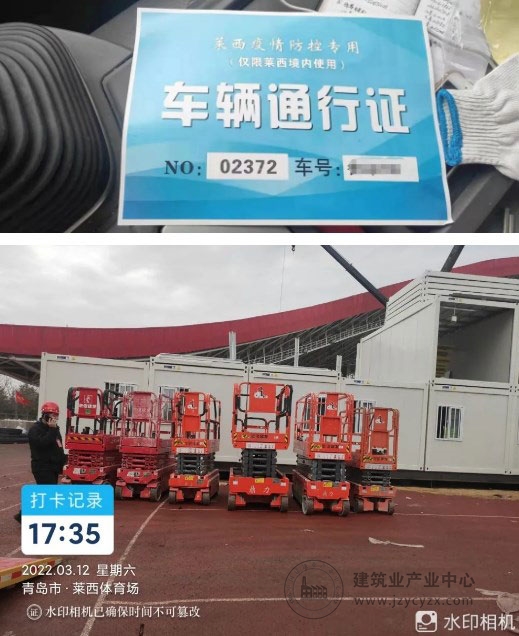 莱西疫情防控专用
(仅限莱西境内使用)
车辆通行证
NO: 02372 车号:
鼎力
打卡记录
17:35
2022.03.12 星期六
青岛市·莱西体育场
证 水印相机已确保时间不可篡改
建筑业产业中心
www.jzycyzx.com
水印相机